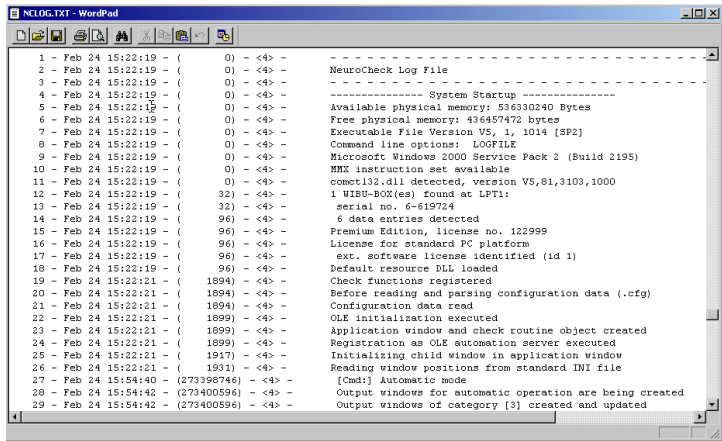 NCLOG.TXT - WordPad
1 - Feb 24 15:22:19 - (       0) - <4> -      - - - - - - - - - - - - - - - - - - - - - - - - - - - -
2 - Feb 24 15:22:19 - (       0) - <4> -      NeuroCheck Log File
3 - Feb 24 15:22:19 - (       0) - <4> -      - - - - - - - - - - - - - - - - - - - - - - - - - - - -
4 - Feb 24 15:22:19 - (       0) - <4> -      -------------- System Startup ---------------
5 - Feb 24 15:22:19 - (       0) - <4> -      Available physical memory: 536330240 Bytes
6 - Feb 24 15:22:19 - (       0) - <4> -      Free physical memory: 436457472 bytes
7 - Feb 24 15:22:19 - (       0) - <4> -      Executable File Version V5, 1, 1014 [SP2]
8 - Feb 24 15:22:19 - (       0) - <4> -      Command line options:  LOGFILE
9 - Feb 24 15:22:19 - (       0) - <4> -      Microsoft Windows 2000 Service Pack 2 (Build 2195)
10 - Feb 24 15:22:19 - (       0) - <4> -      MMX instruction set available
11 - Feb 24 15:22:19 - (       0) - <4> -      comctl32.dll detected, version V5,81,3103,1000
12 - Feb 24 15:22:19 - (      32) - <4> -      1 WIBU-BOX(es) found at LPT1:
13 - Feb 24 15:22:19 - (      32) - <4> -       serial no. 6-619724
14 - Feb 24 15:22:19 - (      96) - <4> -       6 data entries detected
15 - Feb 24 15:22:19 - (      96) - <4> -      Premium Edition, license no. 122999
16 - Feb 24 15:22:19 - (      96) - <4> -      License for standard PC platform
17 - Feb 24 15:22:19 - (      96) - <4> -       ext. software license identified (id 1)
18 - Feb 24 15:22:19 - (      96) - <4> -      Default resource DLL loaded
19 - Feb 24 15:22:21 - (    1894) - <4> -      Check functions registered
20 - Feb 24 15:22:21 - (    1894) - <4> -      Before reading and parsing configuration data (.cfg)
21 - Feb 24 15:22:21 - (    1894) - <4> -      Configuration data read
22 - Feb 24 15:22:21 - (    1899) - <4> -      OLE initialization executed
23 - Feb 24 15:22:21 - (    1899) - <4> -      Application window and check routine object created
24 - Feb 24 15:22:21 - (    1899) - <4> -      Registration as OLE automation server executed
25 - Feb 24 15:22:21 - (    1917) - <4> -      Initializing child window in application window
26 - Feb 24 15:22:21 - (    1931) - <4> -      Reading window positions from standard INI file
27 - Feb 24 15:54:40 - (273398746) - <4> -       [Cmd:] Automatic mode
28 - Feb 24 15:54:42 - (273400596) - <4> -      Output windows for automatic operation are being created
29 - Feb 24 15:54:42 - (273400596) - <4> -      Output windows of category [3] created and updated